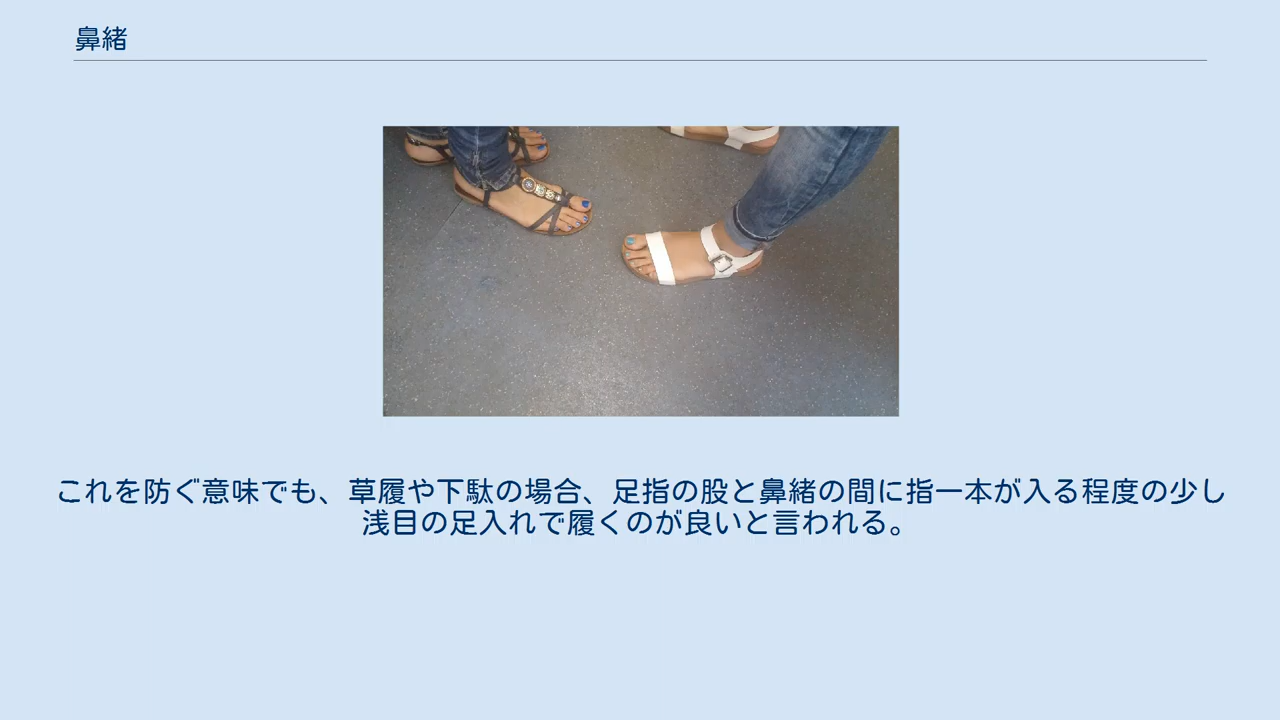 鼻緒
これを防ぐ意味でも、草履や下駄の場合、足指の股と鼻緒の間に指一本が入る程度の少し
浅目の足入れで履くのが良いと言われる。